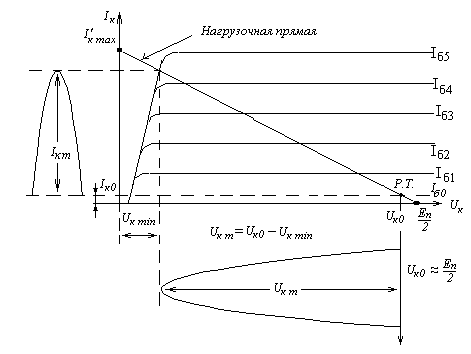 Iк
I'к max
Нагрузочная прямая
Iб5
Iб4
Iб3
Iкm
Iб2
Iб1
Iк0
Р.Т.
Iб0
Uк min
Uк0
Eп/2
Uк
Uк m = Uк0 − Uк min
Uк0 ≈ Eп/2
Uк m